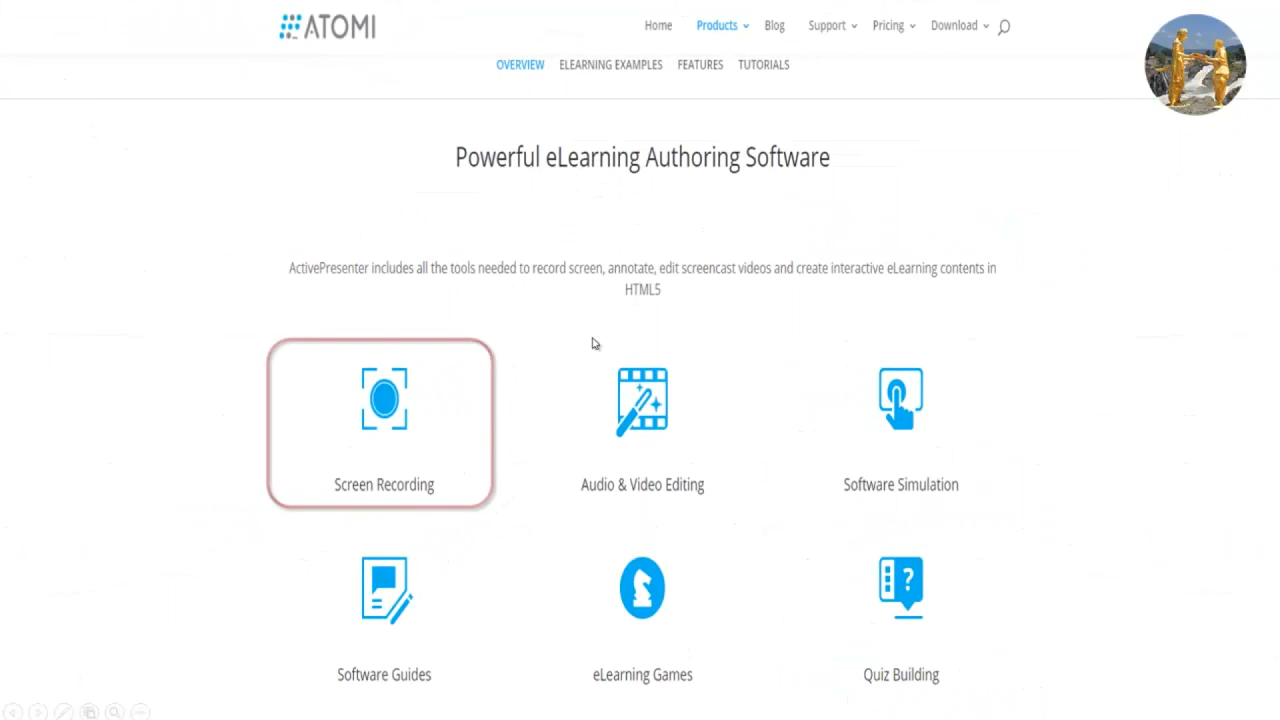 ATOMI
Home Products Blog Support Pricing Download
OVERVIEW ELEARNING EXAMPLES FEATURES TUTORIALS
Powerful eLearning Authoring Software
ActivePresenter includes all the tools needed to record screen, annotate, edit screencast videos and create interactive eLearning contents in
HTML5
Screen Recording Audio & Video Editing Software Simulation
?
Software Guides eLearning Games Quiz Building